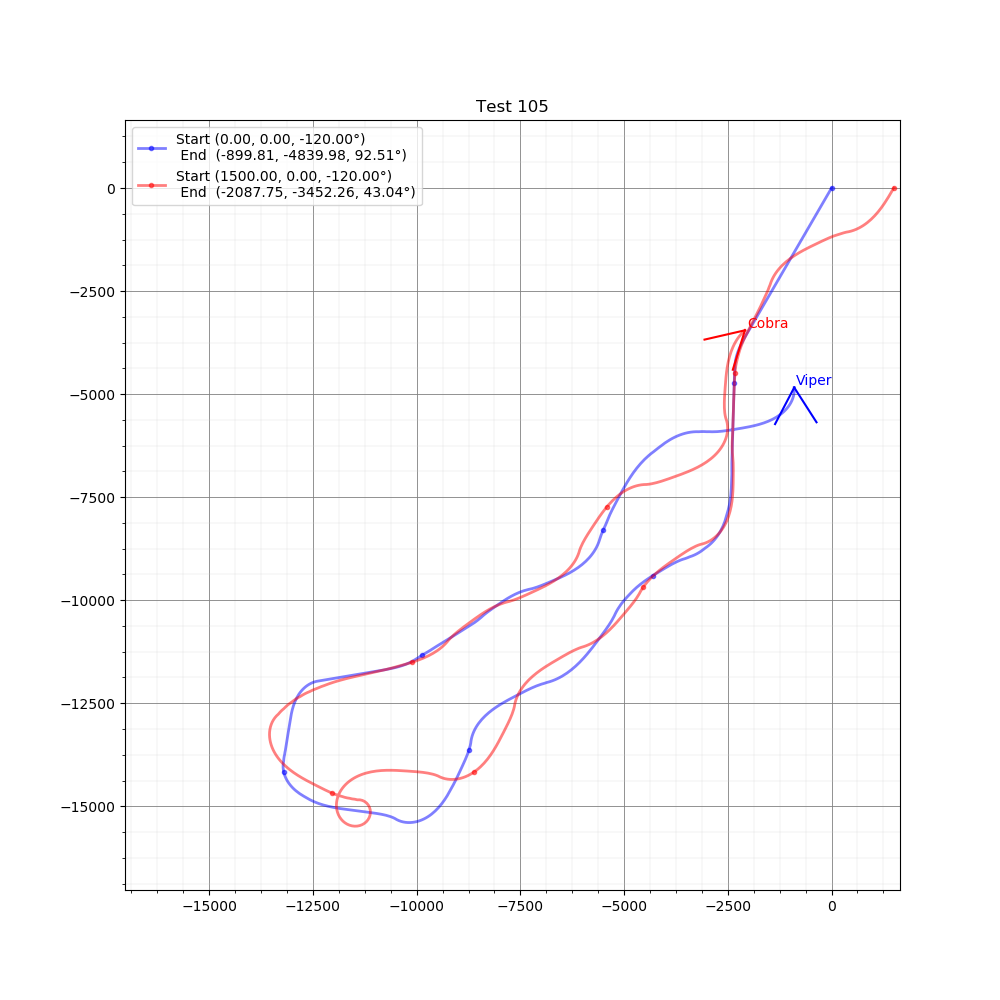 Test 105
Start (0.00, 0.00, -120.00°)
End (-899.81, -4839.98, 92.51°)
Start (1500.00, 0.00, -120.00°)
End (-2087.75, -3452.26, 43.04°)
0
−2500
−5000
−7500
−10000
−12500
−15000
Cobra
Viper
−15000 −12500 −10000 −7500 −5000 −2500 0